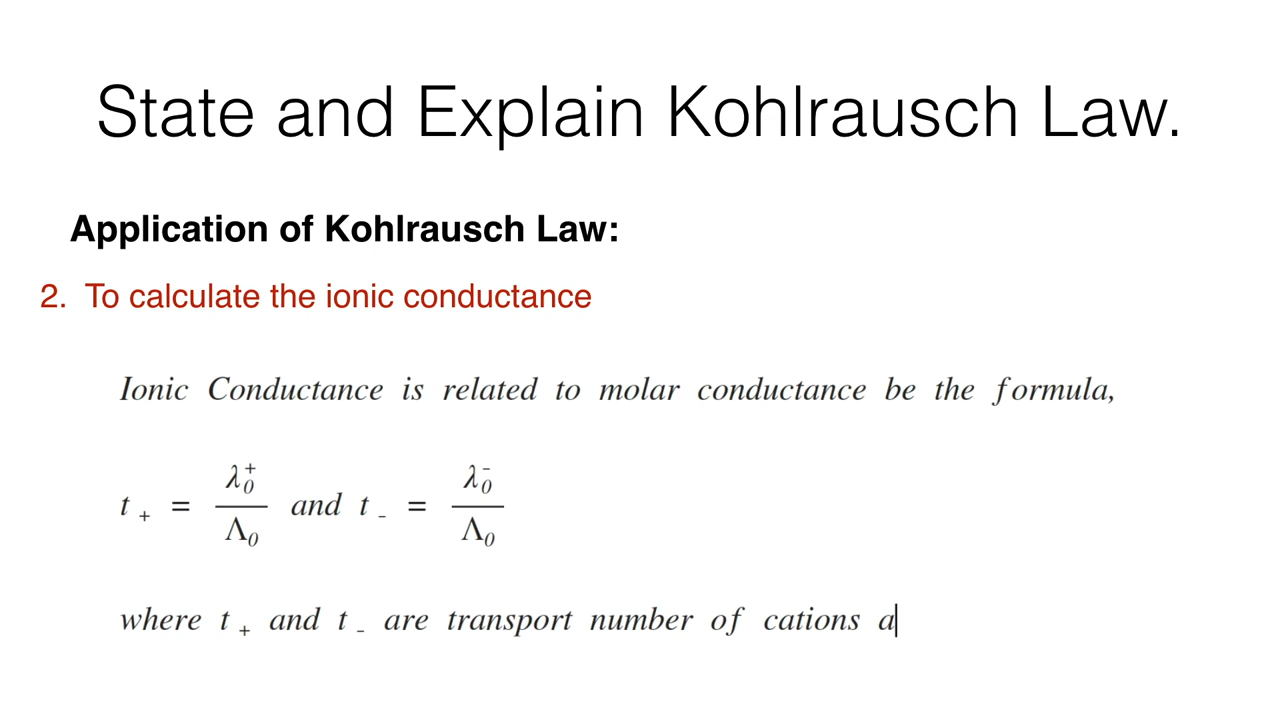 State and Explain Kohlrausch Law.
Application of Kohlrausch Law:
2. To calculate the ionic conductance
Ionic Conductance is related to molar conductance be the formula,
t₊ = λ₀⁺/Λ₀ and t₋ = λ₀⁻/Λ₀
where t₊ and t₋ are transport number of cations a